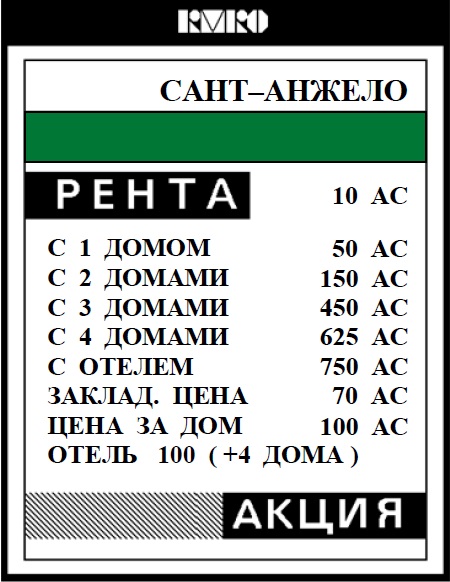 RMRO
САНТ–АНЖЕЛО
РЕНТА 10 АС
С 1 ДОМОМ 50 АС
С 2 ДОМАМИ 150 АС
С 3 ДОМАМИ 450 АС
С 4 ДОМАМИ 625 АС
С ОТЕЛЕМ 750 АС
ЗАКЛАД. ЦЕНА 70 АС
ЦЕНА ЗА ДОМ 100 АС
ОТЕЛЬ 100 ( +4 ДОМА )
АКЦИЯ